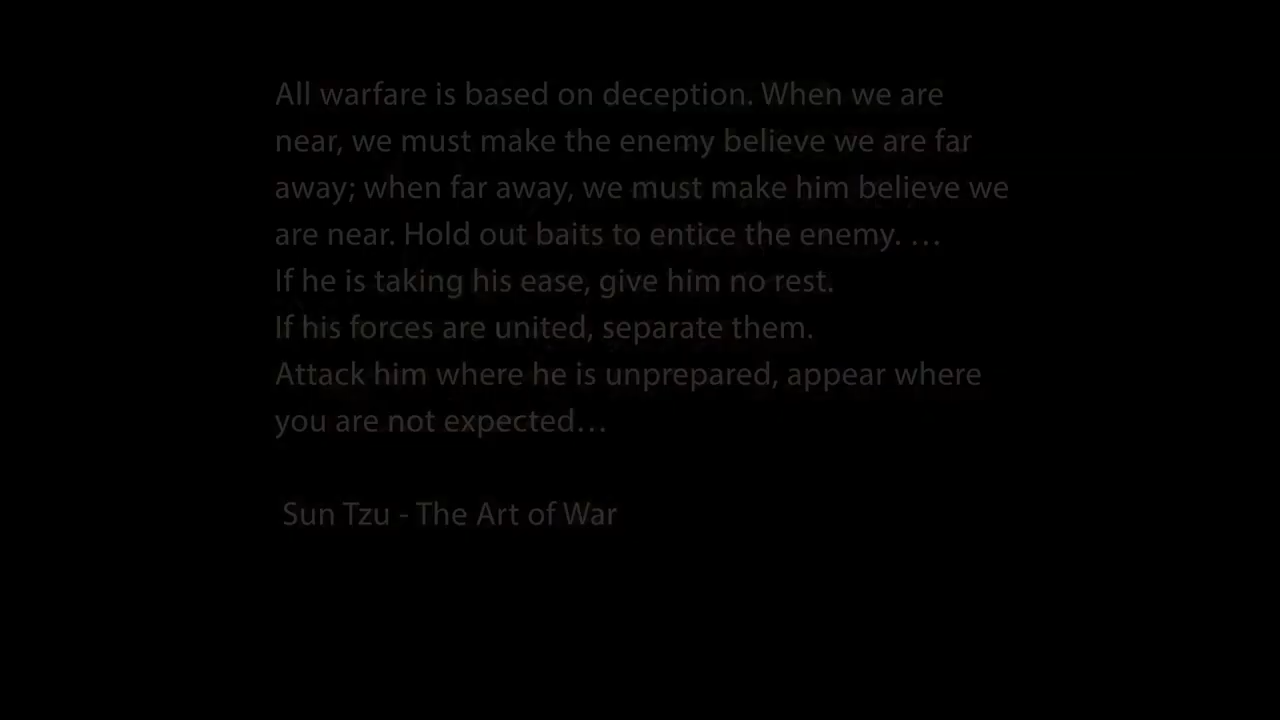 All warfare is based on deception. When we are
near, we must make the enemy believe we are far
away; when far away, we must make him believe we
are near. Hold out baits to entice the enemy. …
If he is taking his ease, give him no rest.
If his forces are united, separate them.
Attack him where he is unprepared, appear where
you are not expected…
Sun Tzu - The Art of War